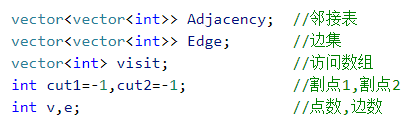 vector<vector<int>> Adjacency;  //邻接表
vector<vector<int>> Edge;       //边集
vector<int> visit;              //访问数组
int cut1=-1,cut2=-1;            //割点1,割点2
int v,e;                        //点数,边数